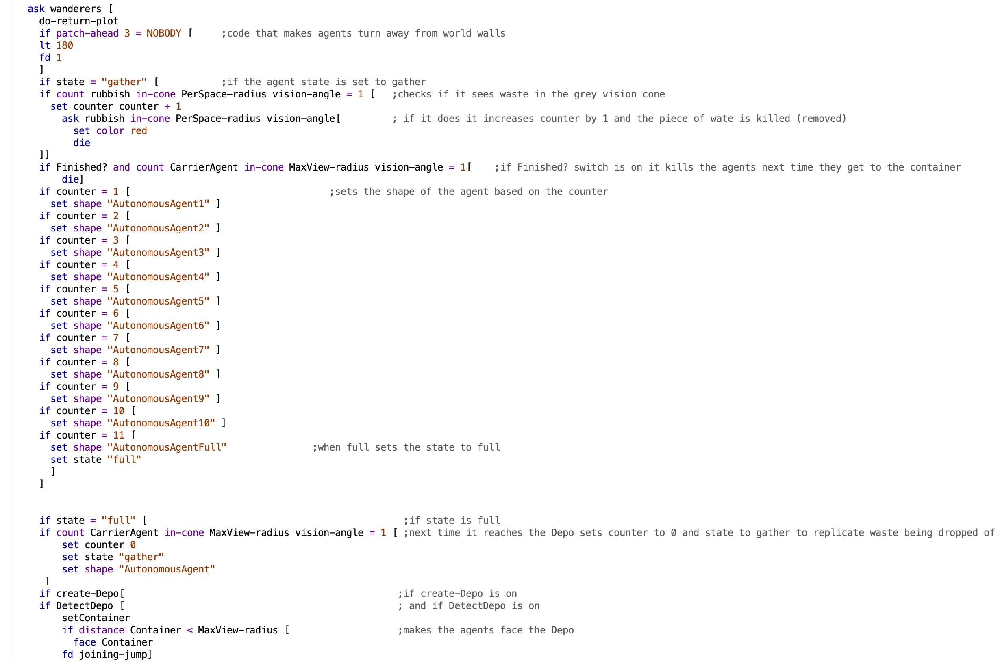 ask wanderers [
do-return-plot
if patch-ahead 3 = NOBODY [ ;code that makes agents turn away from world walls
lt 180
fd 1
]
if state = "gather" [ ;if the agent state is set to gather
if count rubbish in-cone PerSpace-radius vision-angle = 1 [ ;checks if it sees waste in the grey vision cone
set counter counter + 1
ask rubbish in-cone PerSpace-radius vision-angle[ ; if it does it increases counter by 1 and the piece of wate is killed (removed)
set color red
die
]]
if Finished? and count CarrierAgent in-cone MaxView-radius vision-angle = 1[ ;if Finished? switch is on it kills the agents next time they get to the container
die]
if counter = 1 [ ;sets the shape of the agent based on the counter
set shape "AutonomousAgent1" ]
if counter = 2 [
set shape "AutonomousAgent2" ]
if counter = 3 [
set shape "AutonomousAgent3" ]
if counter = 4 [
set shape "AutonomousAgent4" ]
if counter = 5 [
set shape "AutonomousAgent5" ]
if counter = 6 [
set shape "AutonomousAgent6" ]
if counter = 7 [
set shape "AutonomousAgent7" ]
if counter = 8 [
set shape "AutonomousAgent8" ]
if counter = 9 [
set shape "AutonomousAgent9" ]
if counter = 10 [
set shape "AutonomousAgent10" ]
if counter = 11 [
set shape "AutonomousAgentFull" ;when full sets the state to full
set state "full"
]
]
if state = "full" [ ;if state is full
if count CarrierAgent in-cone MaxView-radius vision-angle = 1 [ ;next time it reaches the Depo sets counter to 0 and state to gather to replicate waste being dropped of
set counter 0
set state "gather"
set shape "AutonomousAgent"
]
if create-Depo[ ;if create-Depo is on
if DetectDepo [ ; and if DetectDepo is on
setContainer
if distance Container < MaxView-radius [ ;makes the agents face the Depo
face Container
fd joining-jump]